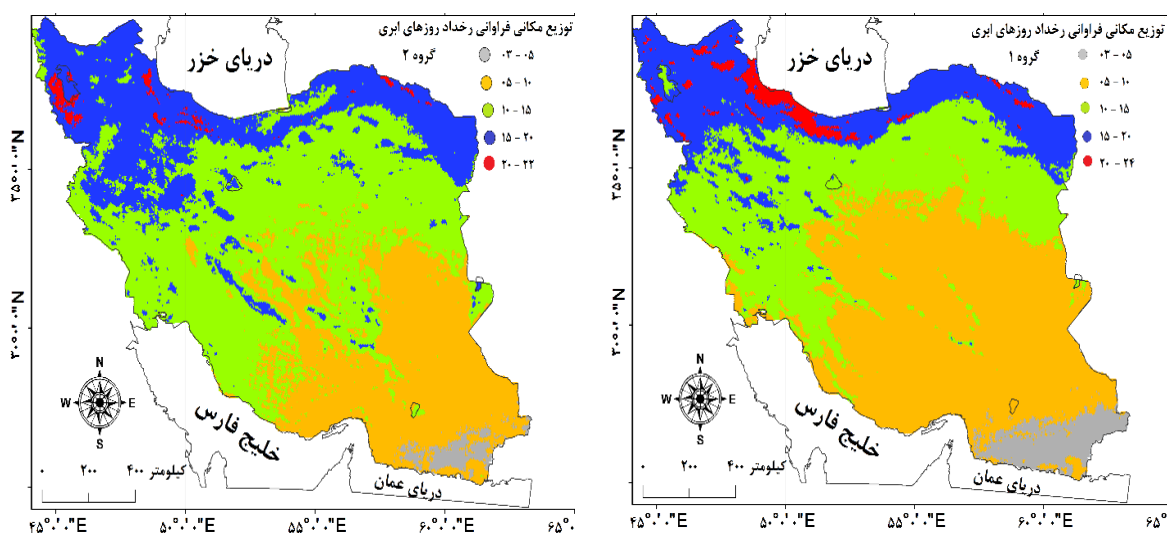 توزیع مکانی فراوانی رخداد روزهای ابری
گروه ۱
۰۳ - ۰۵
۰۵ - ۱۰
۱۰ - ۱۵
۱۵ - ۲۰
۲۰ - ۲۴
دریای خزر
۳۵°۰'۰"N
۳۰°۰'۰"N
خلیج فارس
دریای عمان
N
W E
S
۰ ۲۰۰ ۴۰۰ کیلومتر
۴۵°۰'۰"E ۵۰°۰'۰"E ۵۵°۰'۰"E ۶۰°۰'۰"E ۶۵°
توزیع مکانی فراوانی رخداد روزهای ابری
گروه ۲
۰۳ - ۰۵
۰۵ - ۱۰
۱۰ - ۱۵
۱۵ - ۲۰
۲۰ - ۲۲
دریای خزر
۳۵°۰'۰"N
۳۰°۰'۰"N
خلیج فارس
دریای عمان
N
W E
S
۰ ۲۰۰ ۴۰۰ کیلومتر
۴۵°۰'۰"E ۵۰°۰'۰"E ۵۵°۰'۰"E ۶۰°۰'۰"E ۶۵°